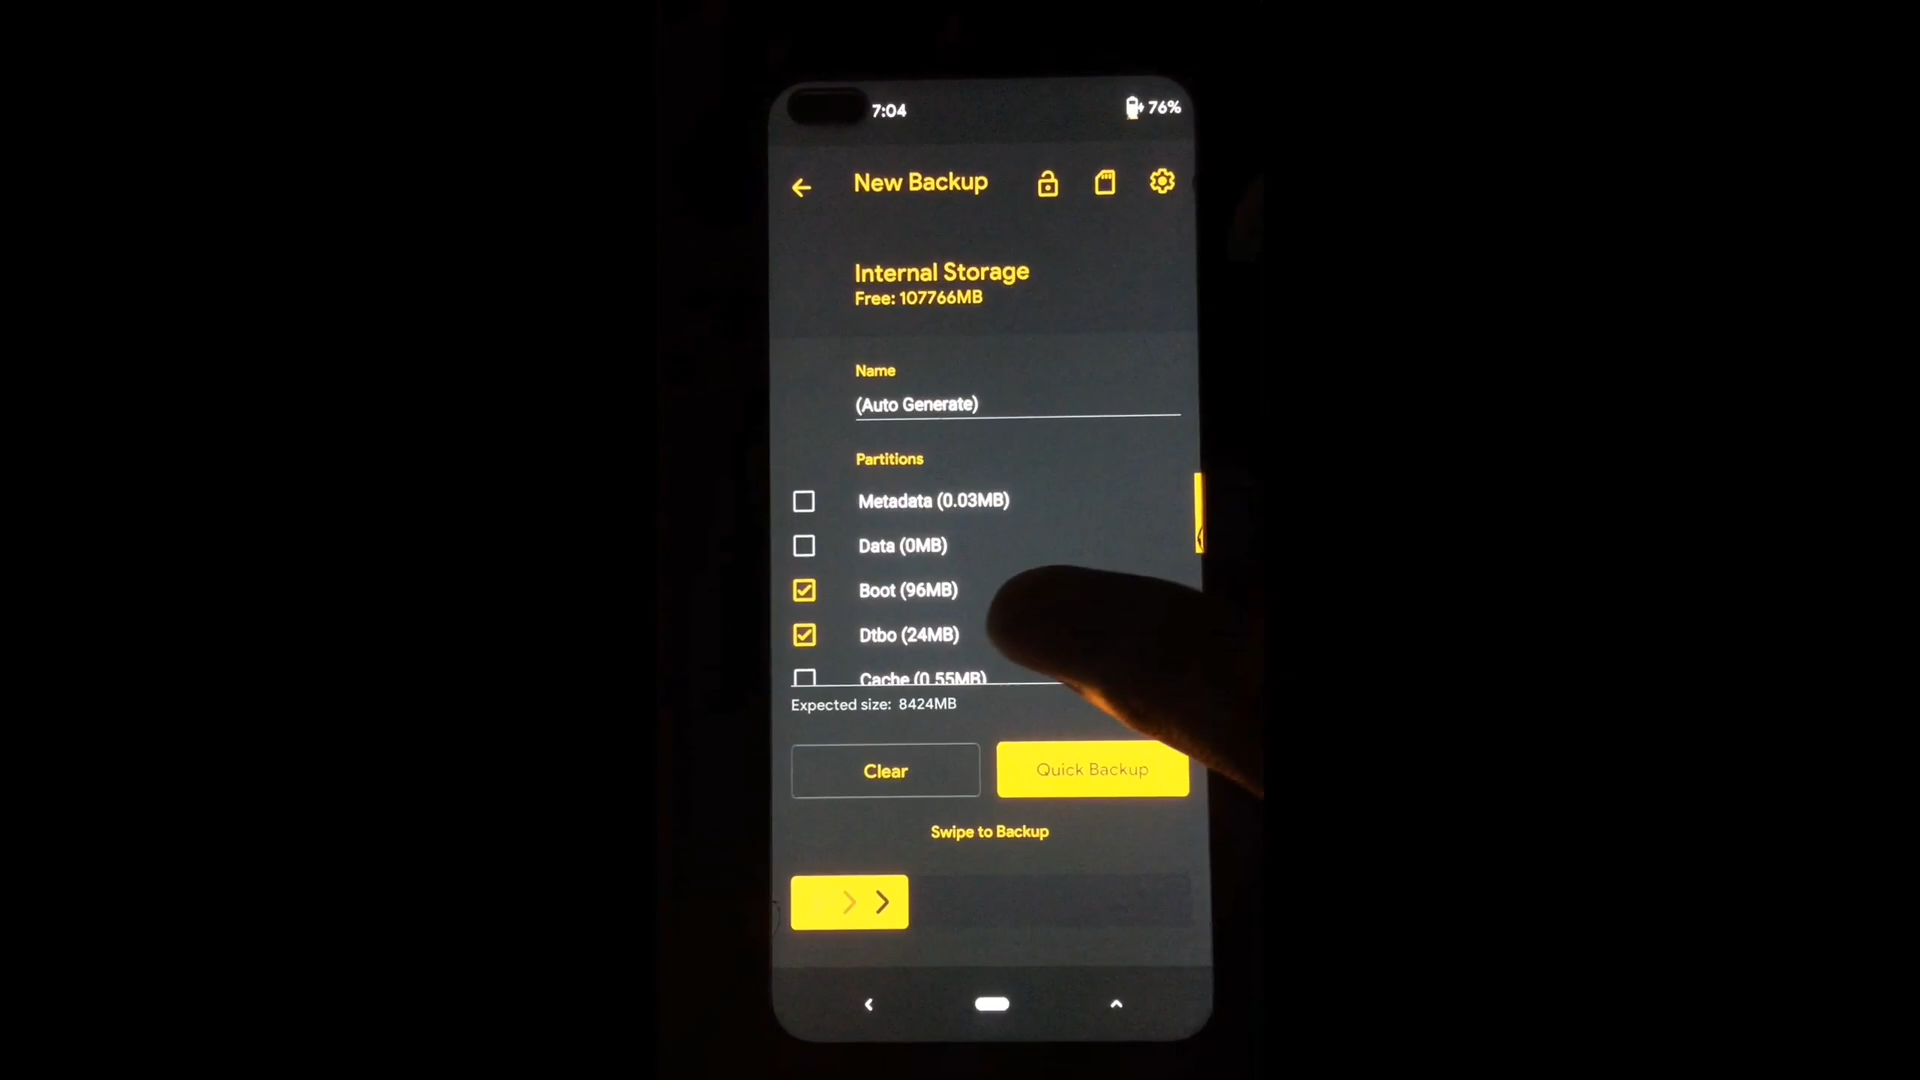 7:04
76%
New Backup
Internal Storage
Free: 107766MB
Name
(Auto Generate)
Partitions
Metadata (0.03MB)
Data (0MB)
Boot (96MB)
Dtbo (24MB)
Cache (0.55MB)
Expected size: 8424MB
Clear
Quick Backup
Swipe to Backup